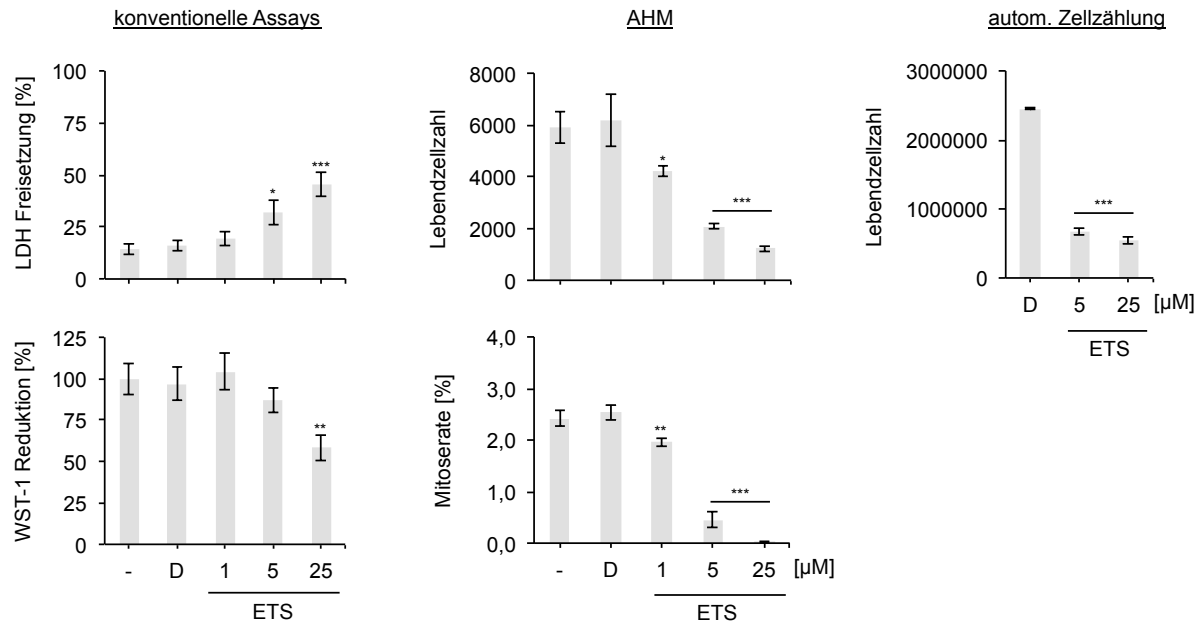 konventionelle Assays
AHM
autom. Zellzählung
LDH Freisetzung [%]
100
75
50
25
0
*
***
Lebendzellzahl
8000
6000
4000
2000
0
*
***
Lebendzellzahl
3000000
2000000
1000000
0
***
D 5 25 [µM]
ETS
WST-1 Reduktion [%]
125
100
75
50
25
0
**
- D 1 5 25
ETS
Mitoserate [%]
4,0
3,0
2,0
1,0
0,0
**
***
- D 1 5 25 [µM]
ETS